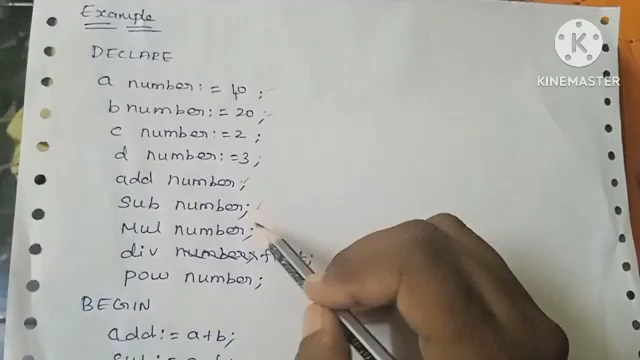 Example
DECLARE
a number := 40;
b number := 20;
c number := 2;
d number := 3;
add number;
Sub number;
Mul number;
div number
pow number;
BEGIN
add := a+b;
KINEMASTER